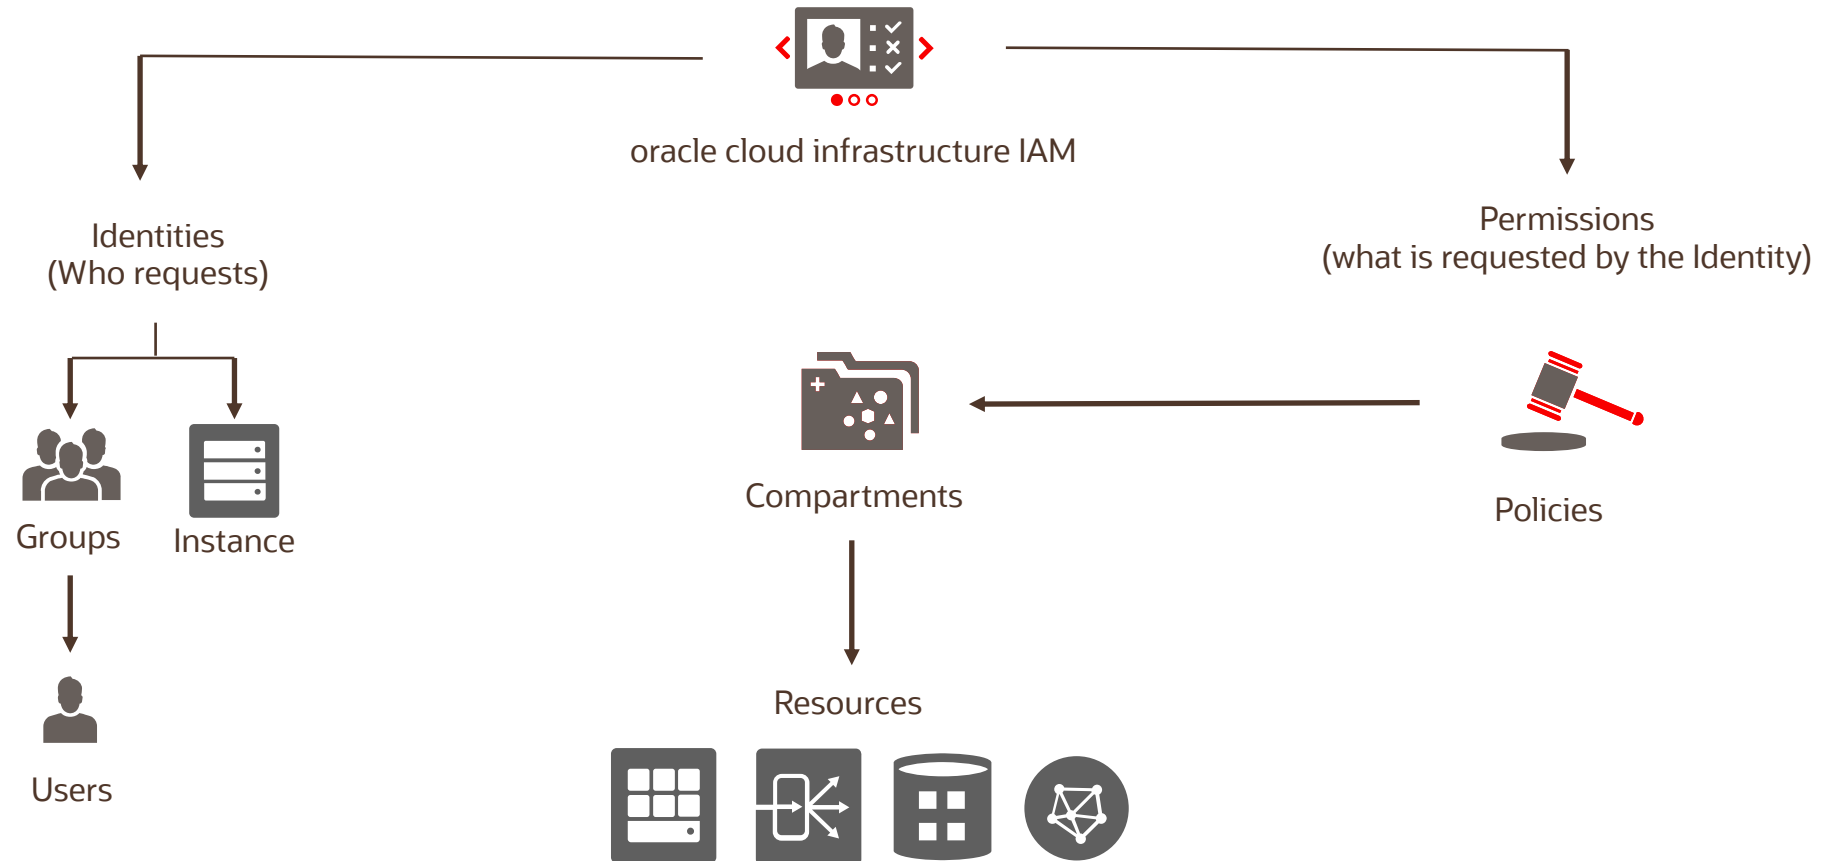 oracle cloud infrastructure IAM
Identities
(Who requests)
Permissions
(what is requested by the Identity)
Groups
Instance
Compartments
Policies
Users
Resources